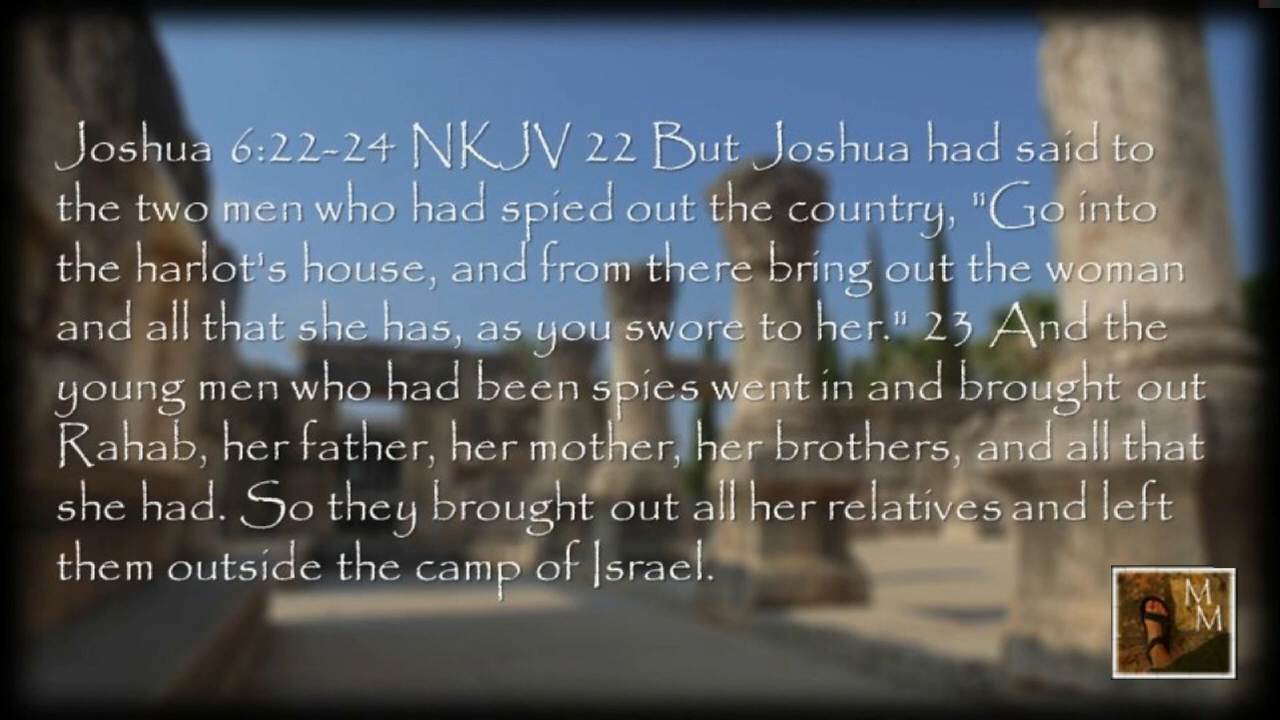 Joshua 6:22-24 NKJV 22 But Joshua had said to
the two men who had spied out the country, "Go into
the harlot's house, and from there bring out the woman
and all that she has, as you swore to her." 23 And the
young men who had been spies went in and brought out
Rahab, her father, her mother, her brothers, and all that
she had. So they brought out all her relatives and left
them outside the camp of Israel.
M
M